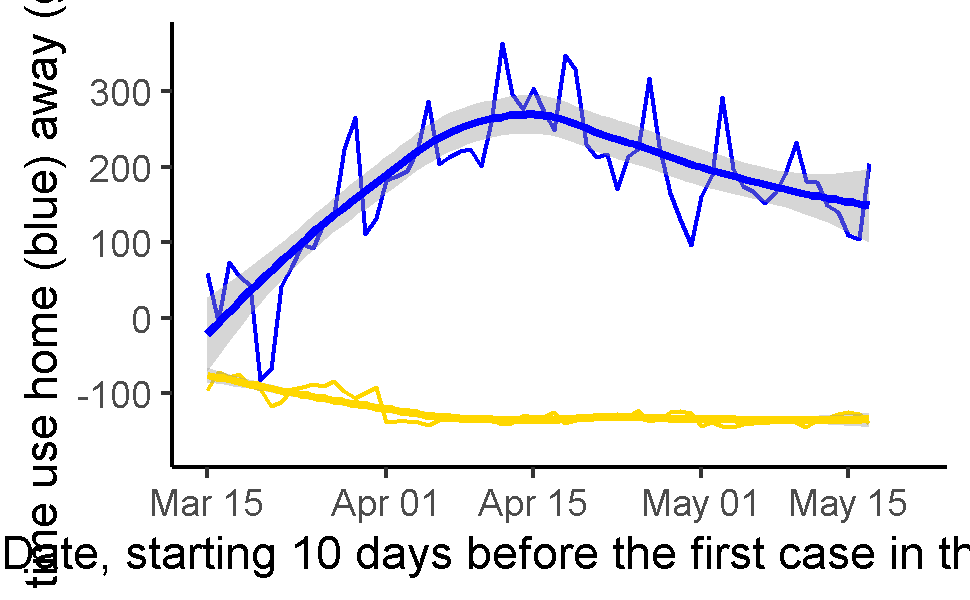 time use home (blue) away (
300
200
100
0
-100
Mar 15 Apr 01 Apr 15 May 01 May 15
Date, starting 10 days before the first case in th